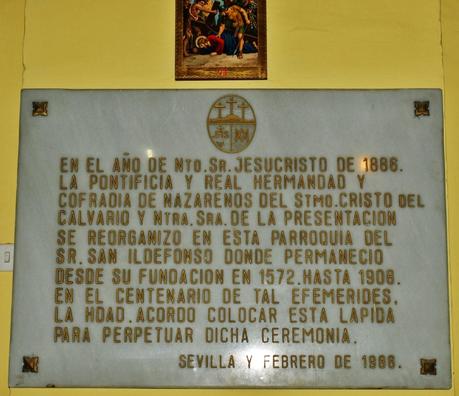 EN EL AÑO DE Nto. Sr. JESUCRISTO DE 1886.
LA PONTIFICIA Y REAL HERMANDAD Y
COFRADIA DE NAZARENOS DEL STMO. CRISTO DEL
CALVARIO Y NTRA. SRA. DE LA PRESENTACION
SE REORGANIZO EN ESTA PARROQUIA DEL
SR. SAN ILDEFONSO DONDE PERMANECIO
DESDE SU FUNDACION EN 1572. HASTA 1908.
EN EL CENTENARIO DE TAL EFEMERIDES,
LA HDAD. ACORDO COLOCAR ESTA LAPIDA
PARA PERPETUAR DICHA CEREMONIA.
SEVILLA Y FEBRERO DE 1986.